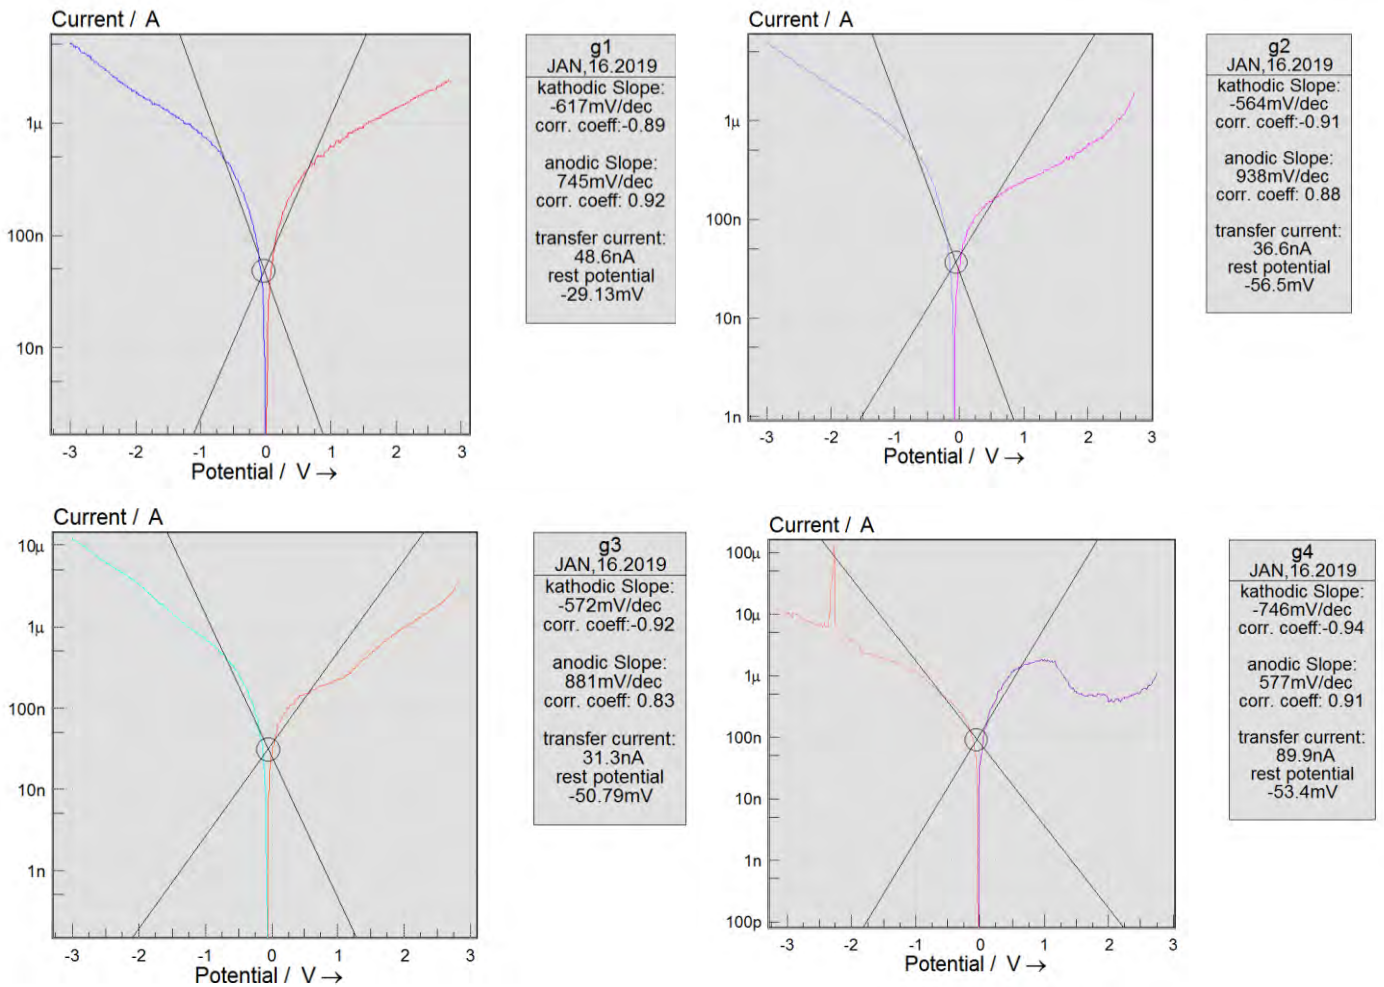 Current / A
1µ
100n
10n
-3 -2 -1 0 1 2 3
Potential / V →
g1
JAN,16.2019
kathodic Slope:
-617mV/dec
corr. coeff:-0.89
anodic Slope:
745mV/dec
corr. coeff: 0.92
transfer current:
48.6nA
rest potential
-29.13mV
Current / A
1µ
100n
10n
1n
-3 -2 -1 0 1 2 3
Potential / V →
g2
JAN,16.2019
kathodic Slope:
-564mV/dec
corr. coeff:-0.91
anodic Slope:
938mV/dec
corr. coeff: 0.88
transfer current:
36.6nA
rest potential
-56.5mV
Current / A
10µ
1µ
100n
10n
1n
-3 -2 -1 0 1 2 3
Potential / V →
g3
JAN,16.2019
kathodic Slope:
-572mV/dec
corr. coeff:-0.92
anodic Slope:
881mV/dec
corr. coeff: 0.83
transfer current:
31.3nA
rest potential
-50.79mV
Current / A
100µ
10µ
1µ
100n
10n
1n
100p
-3 -2 -1 0 1 2 3
Potential / V →
g4
JAN,16.2019
kathodic Slope:
-746mV/dec
corr. coeff:-0.94
anodic Slope:
577mV/dec
corr. coeff: 0.91
transfer current:
89.9nA
rest potential
-53.4mV